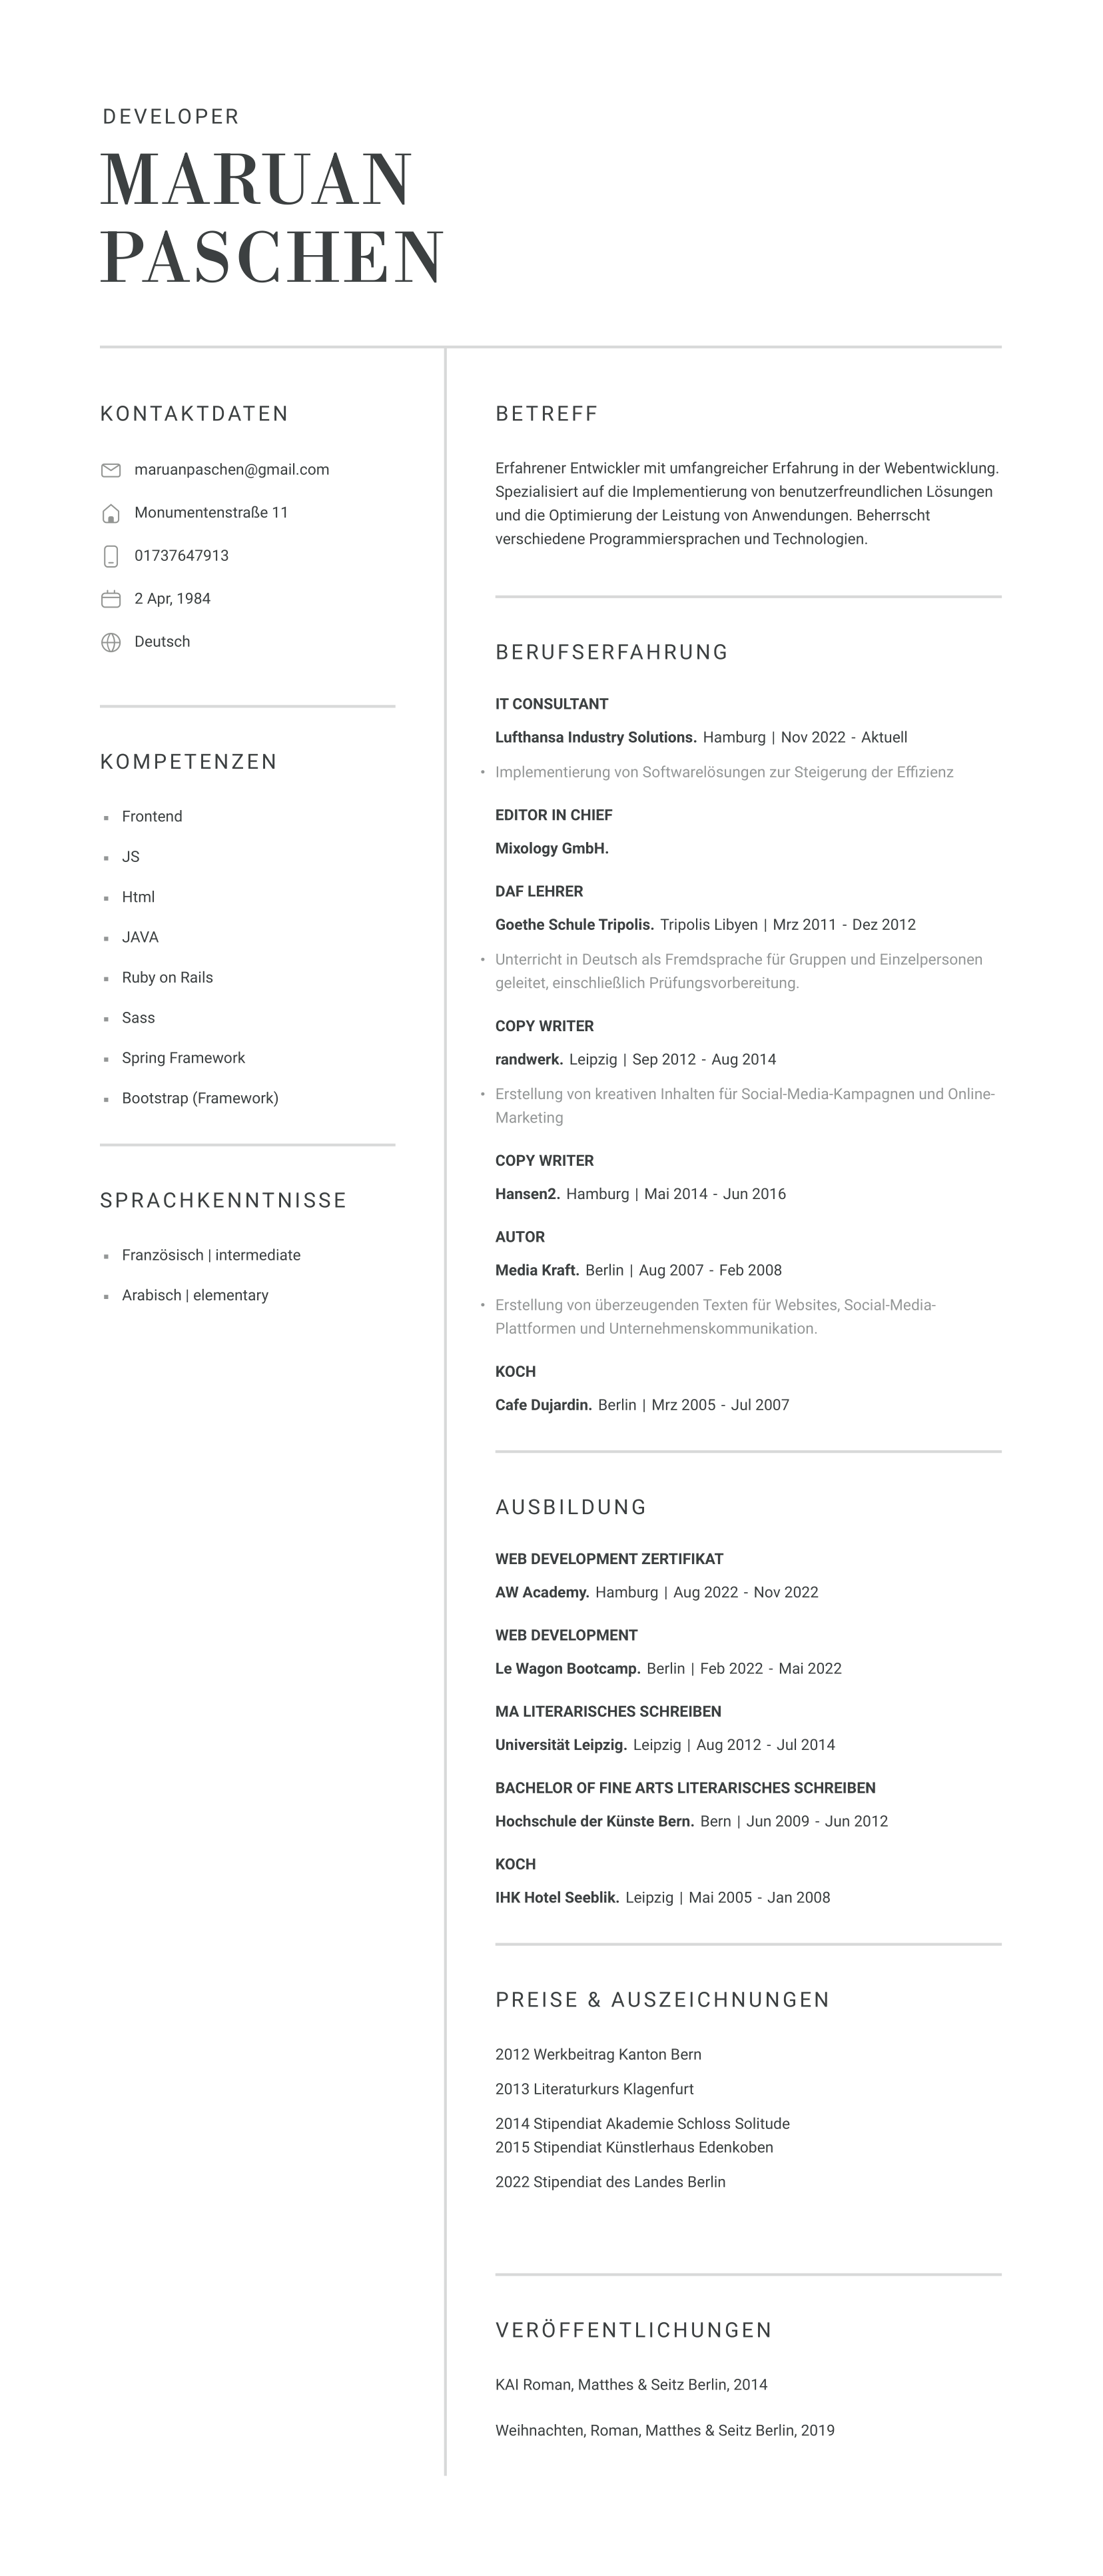 DEVELOPER
MARUAN
PASCHEN
KONTAKTDATEN
maruanpaschen@gmail.com
Monumentenstraße 11
01737647913
2 Apr, 1984
Deutsch
KOMPETENZEN
Frontend
JS
Html
JAVA
Ruby on Rails
Sass
Spring Framework
Bootstrap (Framework)
SPRACHKENNTNISSE
Französisch | intermediate
Arabisch | elementary
BETREFF
Erfahrener Entwickler mit umfangreicher Erfahrung in der Webentwicklung.
Spezialisiert auf die Implementierung von benutzerfreundlichen Lösungen
und die Optimierung der Leistung von Anwendungen. Beherrscht
verschiedene Programmiersprachen und Technologien.
BERUFSERFAHRUNG
IT CONSULTANT
Lufthansa Industry Solutions. Hamburg | Nov 2022 - Aktuell
• Implementierung von Softwarelösungen zur Steigerung der Effizienz
EDITOR IN CHIEF
Mixology GmbH.
DAF LEHRER
Goethe Schule Tripolis. Tripolis Libyen | Mrz 2011 - Dez 2012
• Unterricht in Deutsch als Fremdsprache für Gruppen und Einzelpersonen
geleitet, einschließlich Prüfungsvorbereitung.
COPY WRITER
randwerk. Leipzig | Sep 2012 - Aug 2014
• Erstellung von kreativen Inhalten für Social-Media-Kampagnen und Online-
Marketing
COPY WRITER
Hansen2. Hamburg | Mai 2014 - Jun 2016
AUTOR
Media Kraft. Berlin | Aug 2007 - Feb 2008
• Erstellung von überzeugenden Texten für Websites, Social-Media-
Plattformen und Unternehmenskommunikation.
KOCH
Cafe Dujardin. Berlin | Mrz 2005 - Jul 2007
AUSBILDUNG
WEB DEVELOPMENT ZERTIFIKAT
AW Academy. Hamburg | Aug 2022 - Nov 2022
WEB DEVELOPMENT
Le Wagon Bootcamp. Berlin | Feb 2022 - Mai 2022
MA LITERARISCHES SCHREIBEN
Universität Leipzig. Leipzig | Aug 2012 - Jul 2014
BACHELOR OF FINE ARTS LITERARISCHES SCHREIBEN
Hochschule der Künste Bern. Bern | Jun 2009 - Jun 2012
KOCH
IHK Hotel Seeblik. Leipzig | Mai 2005 - Jan 2008
PREISE & AUSZEICHNUNGEN
2012 Werkbeitrag Kanton Bern
2013 Literaturkurs Klagenfurt
2014 Stipendiat Akademie Schloss Solitude
2015 Stipendiat Künstlerhaus Edenkoben
2022 Stipendiat des Landes Berlin
VERÖFFENTLICHUNGEN
KAI Roman, Matthes & Seitz Berlin, 2014
Weihnachten, Roman, Matthes & Seitz Berlin, 2019